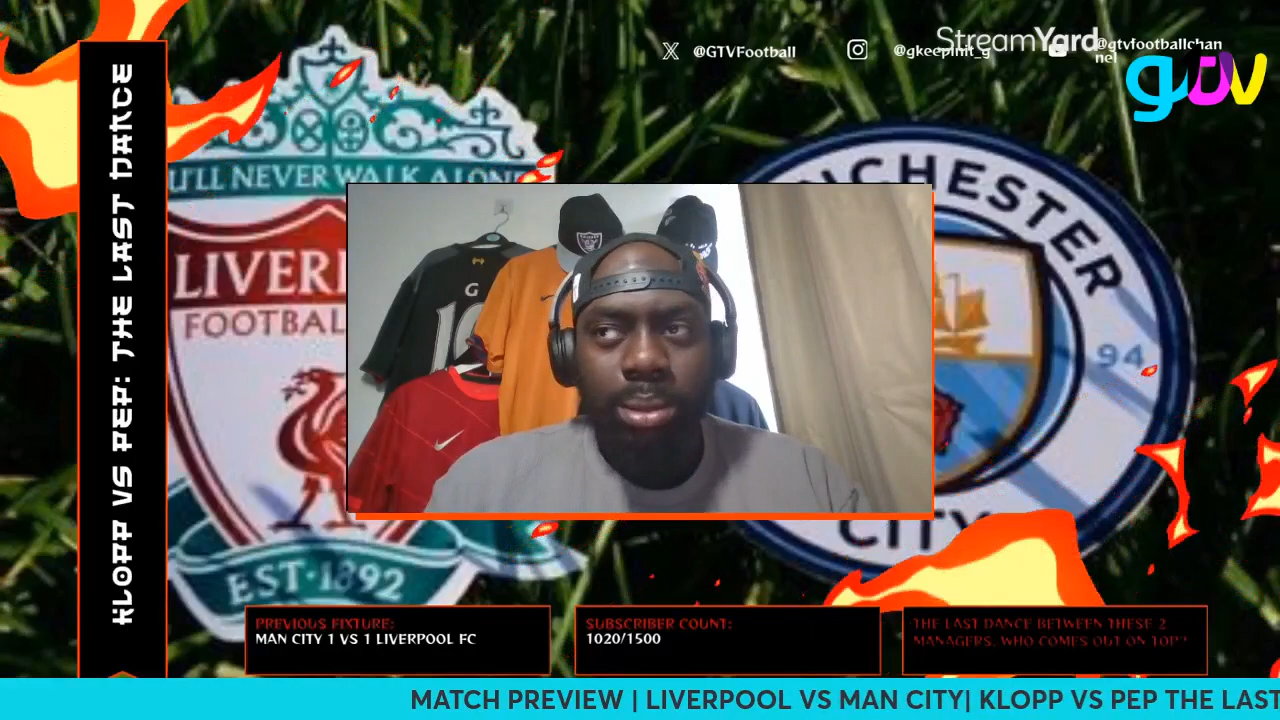 KLOPP VS PEP: THE LAST DANCE
@GTVFootball
@gkeepinit_g
StreamYard
@gtvfootballchan
nel
gtv
U'LL NEVER WALK ALONE
LIVER
FOOTBAL
EST·1892
NCHESTER
94
CITY
G
PREVIOUS FIXTURE:
MAN CITY 1 VS 1 LIVERPOOL FC
SUBSCRIBER COUNT:
1020/1500
THE LAST DANCE BETWEEN THESE 2
MANAGERS, WHO COMES OUT ON TOP?
MATCH PREVIEW | LIVERPOOL VS MAN CITY| KLOPP VS PEP THE LAST